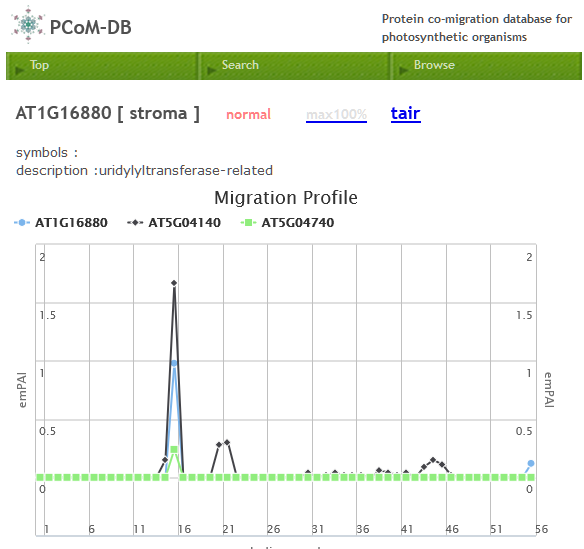 PCoM-DB
Protein co-migration database for
photosynthetic organisms
Top Search Browse
AT1G16880 [ stroma ] normal max100% tair
symbols :
description :uridylyltransferase-related
Migration Profile
AT1G16880 AT5G04140 AT5G04740
2 2
1.5 1.5
1 1
emPAI emPAI
0.5 0.5
0 0
1 6 11 16 21 26 31 36 41 46 51 56